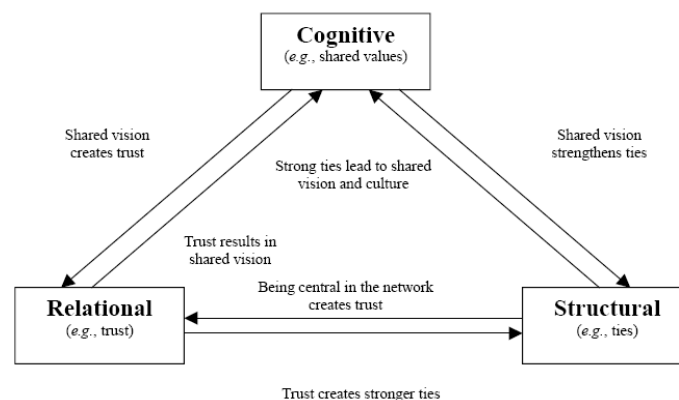 Cognitive
(e.g., shared values)
Shared vision
creates trust
Shared vision
strengthens ties
Strong ties lead to shared
vision and culture
Trust results in
shared vision
Being central in the network
creates trust
Relational
(e.g., trust)
Structural
(e.g., ties)
Trust creates stronger ties